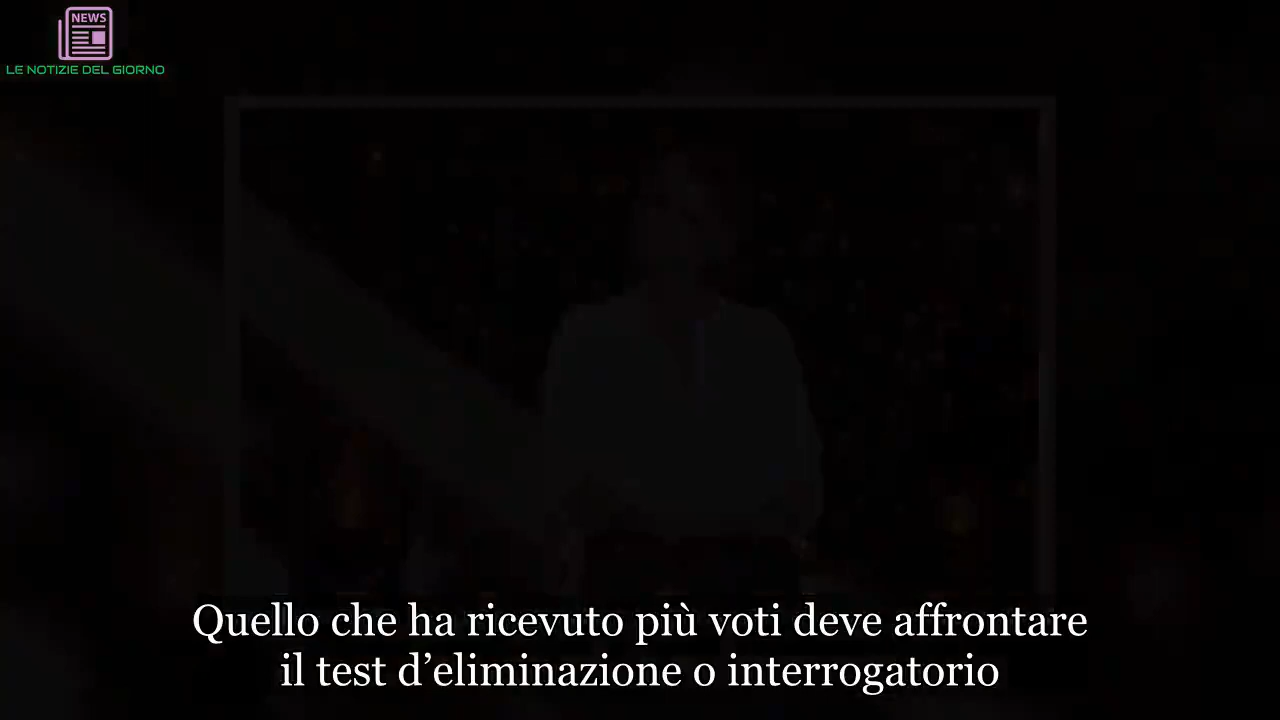 NEWS
LE NOTIZIE DEL GIORNO
Quello che ha ricevuto più voti deve affrontare
il test d’eliminazione o interrogatorio